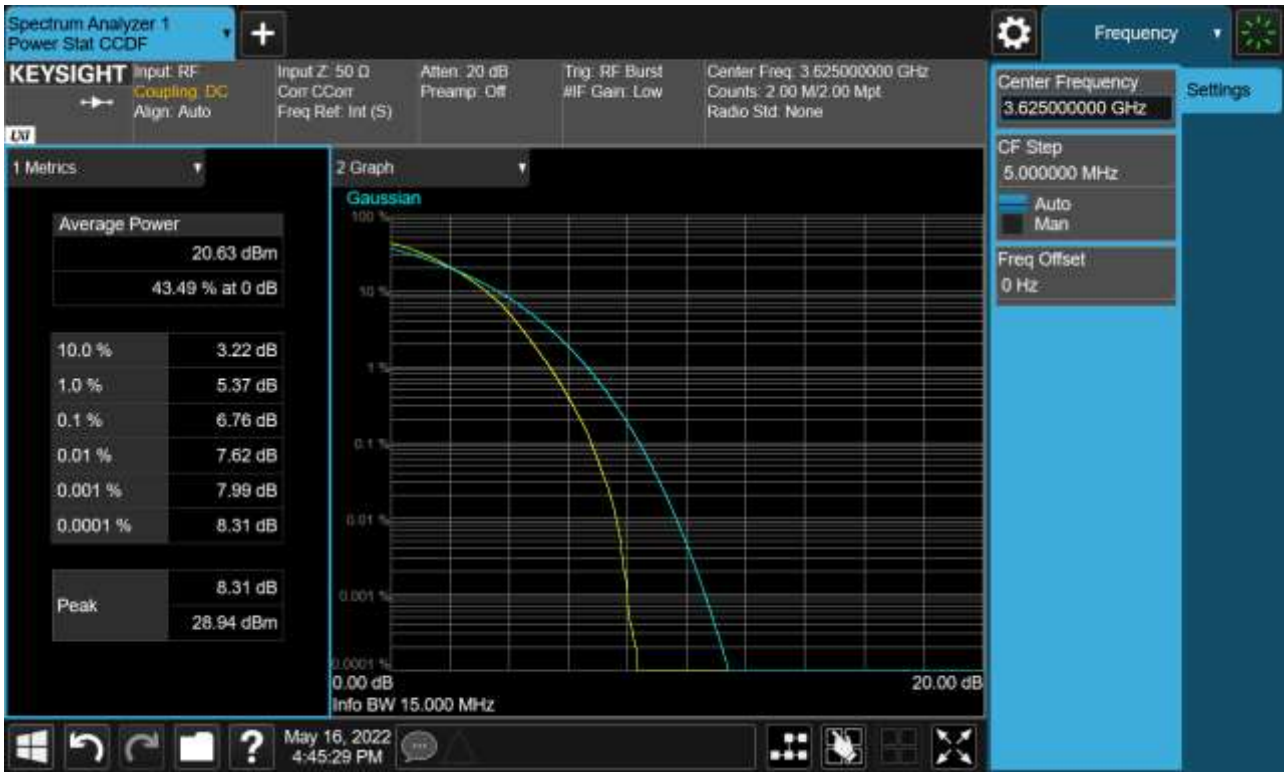 Spectrum Analyzer 1
Power Stat CCDF
+
Frequency
KEYSIGHT
Input: RF
Coupling: DC
Align: Auto
Input Z: 50 Ω
Corr CCorr
Freq Ref: Int (S)
Atten: 20 dB
Preamp: Off
Trig: RF Burst
#IF Gain: Low
Center Freq: 3.625000000 GHz
Counts: 2.00 M/2.00 Mpt
Radio Std: None
LXI
Center Frequency
3.625000000 GHz
Settings
CF Step
5.000000 MHz
Auto
Man
Freq Offset
0 Hz
1 Metrics
Average Power
20.63 dBm
43.49 % at 0 dB
10.0 % 3.22 dB
1.0 % 5.37 dB
0.1 % 6.76 dB
0.01 % 7.62 dB
0.001 % 7.99 dB
0.0001 % 8.31 dB
Peak
8.31 dB
28.94 dBm
2 Graph
Gaussian
100 %
10 %
1 %
0.1 %
0.01 %
0.001 %
0.0001 %
0.00 dB
20.00 dB
Info BW 15.000 MHz
?
May 16, 2022
4:45:29 PM